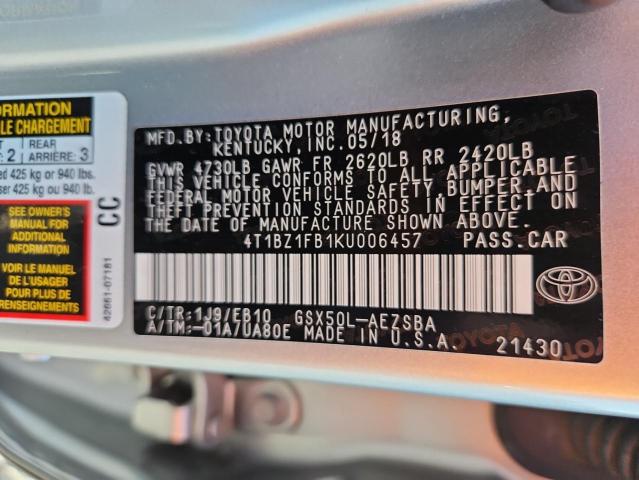 ORMATION
LE CHARGEMENT
2
REAR
ARRIÈRE: 3
ed 425 kg or 940 lbs.
ser 425 kg ou 940 lb.
CC
SEE OWNER'S
MANUAL FOR
ADDITIONAL
INFORMATION
VOIR LE MANUEL
DE L'USAGER
POUR PLUS DE
RENSEIGNEMENTS
42661-07181
MFD.BY:TOYOTA MOTOR MANUFACTURING,
KENTUCKY, INC.05/18
GVWR 4730LB GAWR FR 2620LB RR 2420LB
THIS VEHICLE CONFORMS TO ALL APPLICABLE
FEDERAL MOTOR VEHICLE SAFETY BUMPER,AND
THEFT PREVENTION STANDARDS IN EFFECT ON
THE DATE OF MANUFACTURE SHOWN ABOVE.
4T1BZ1FB1KU006457 PASS.CAR
C/TR:1J9/EB10 GSX50L-AEZSBA
A/TM:-01A/UA80E MADE IN U.S.A. 21430